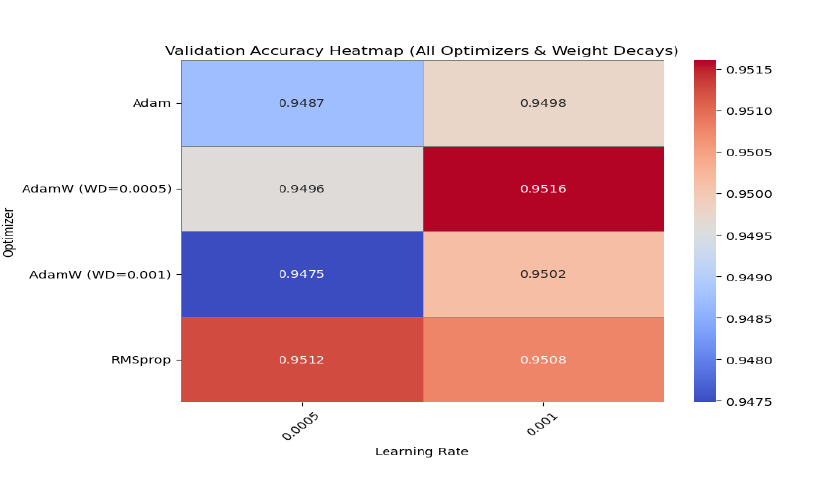 Validation Accuracy Heatmap (All Optimizers & Weight Decays)
Optimizer
Adam
0.9487
0.9498
AdamW (WD=0.0005)
0.9496
0.9516
AdamW (WD=0.001)
0.9475
0.9502
RMSprop
0.9512
0.9508
0.0005
0.001
Learning Rate
0.9515
0.9510
0.9505
0.9500
0.9495
0.9490
0.9485
0.9480
0.9475